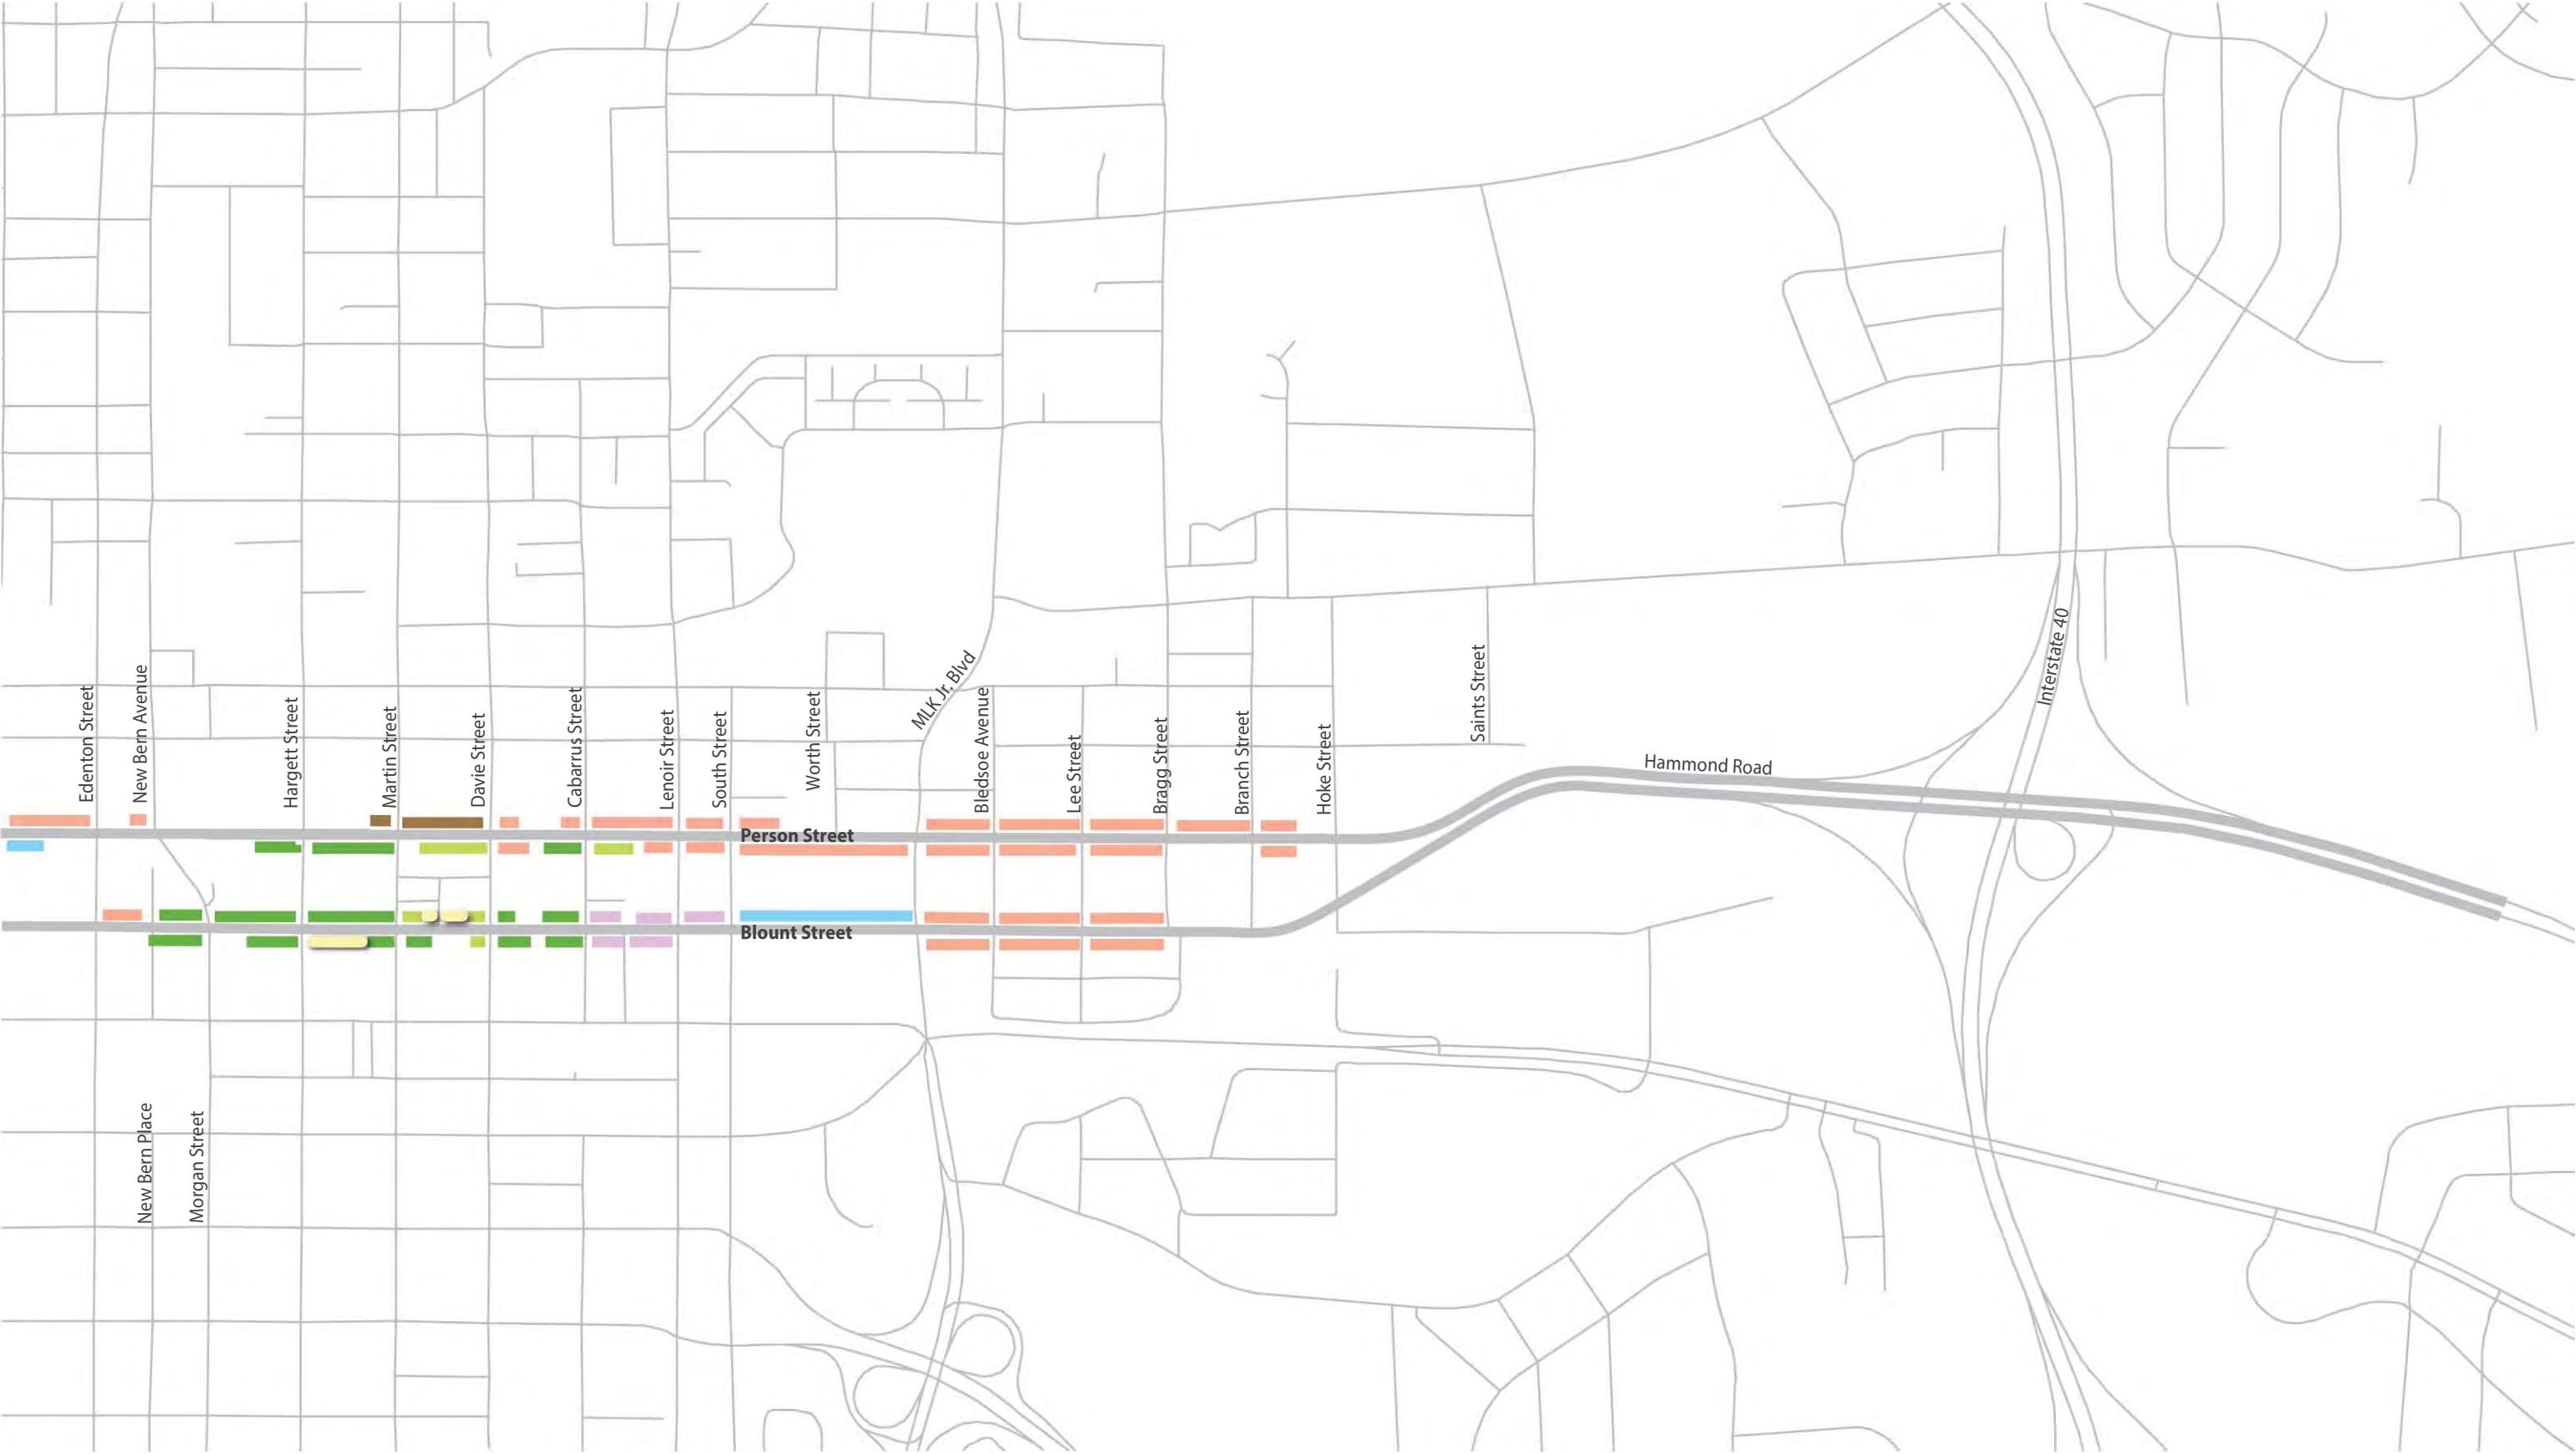 Edenton Street
New Bern Avenue
Hargett Street
Martin Street
Davie Street
Cabarrus Street
Lenoir Street
South Street
Worth Street
MLK Jr, Blvd
Bledsoe Avenue
Lee Street
Bragg Street
Branch Street
Hoke Street
Saints Street
Interstate 40
Hammond Road
Person Street
Blount Street
New Bern Place
Morgan Street